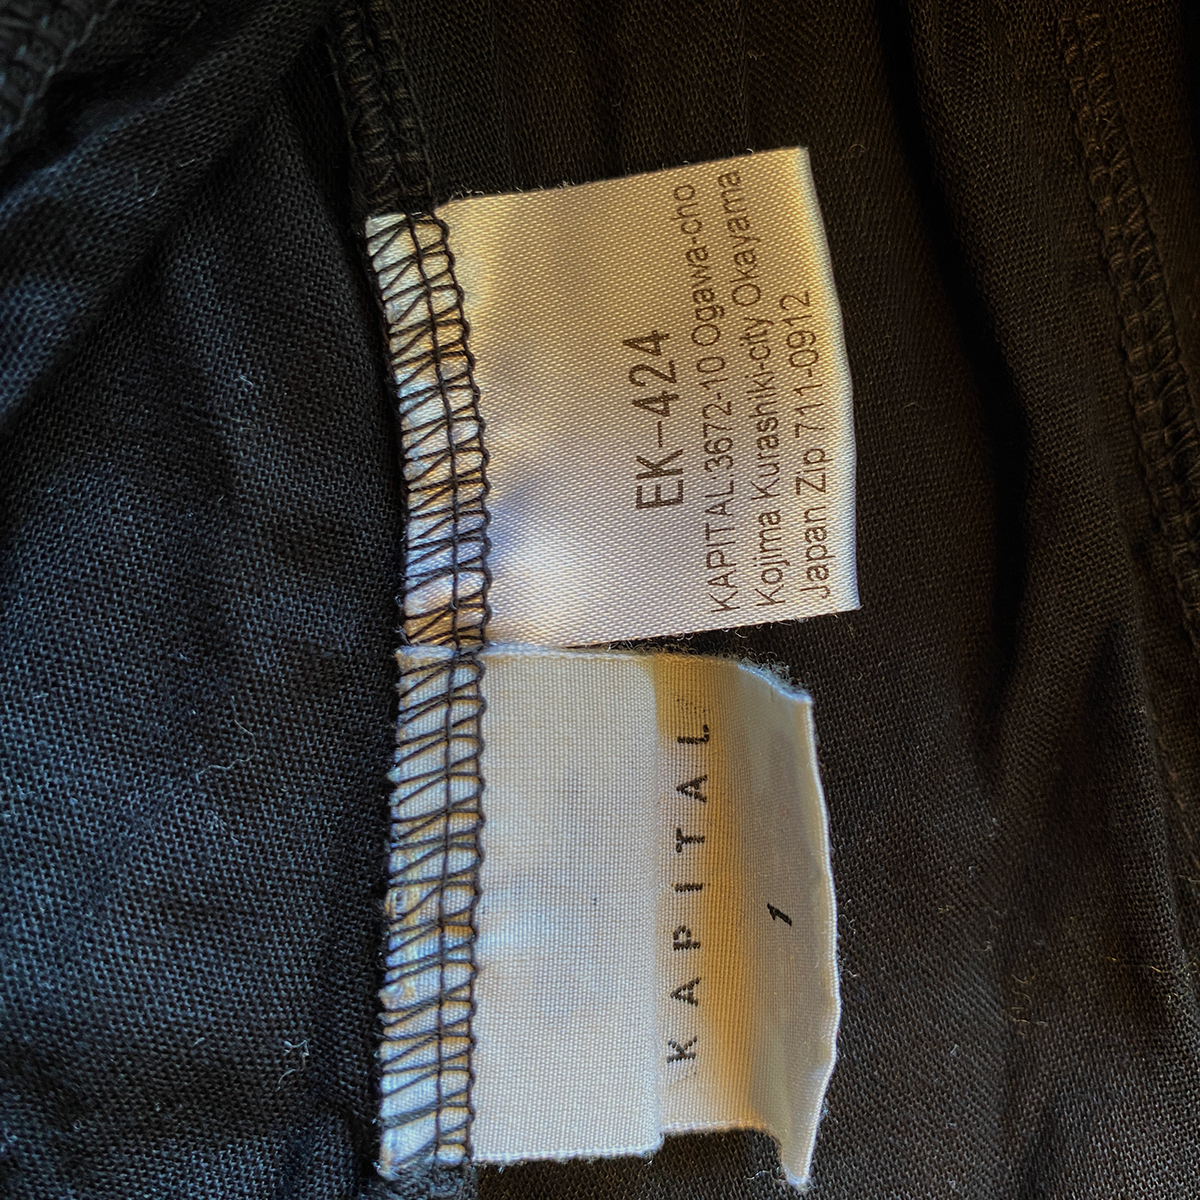 EK-424
KAPITAL:3672-10 Ogawa-cho
Kojima Kurashiki-city Okayama
Japan Zip 711-0912
KAPITAL
1